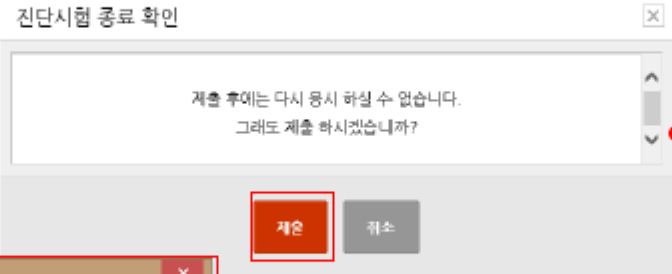 진단시험 종료 확인
제출 후에는 다시 응시 하실 수 없습니다.
그래도 제출 하시겠습니까?
제출
취소